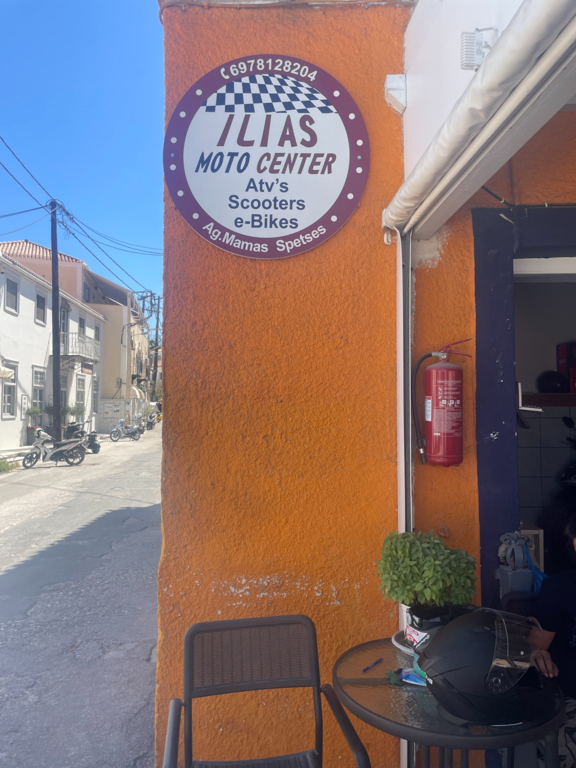 6978128204
ILIAS
MOTO CENTER
Atv's
Scooters
e-Bikes
Ag.Mamas Spetses